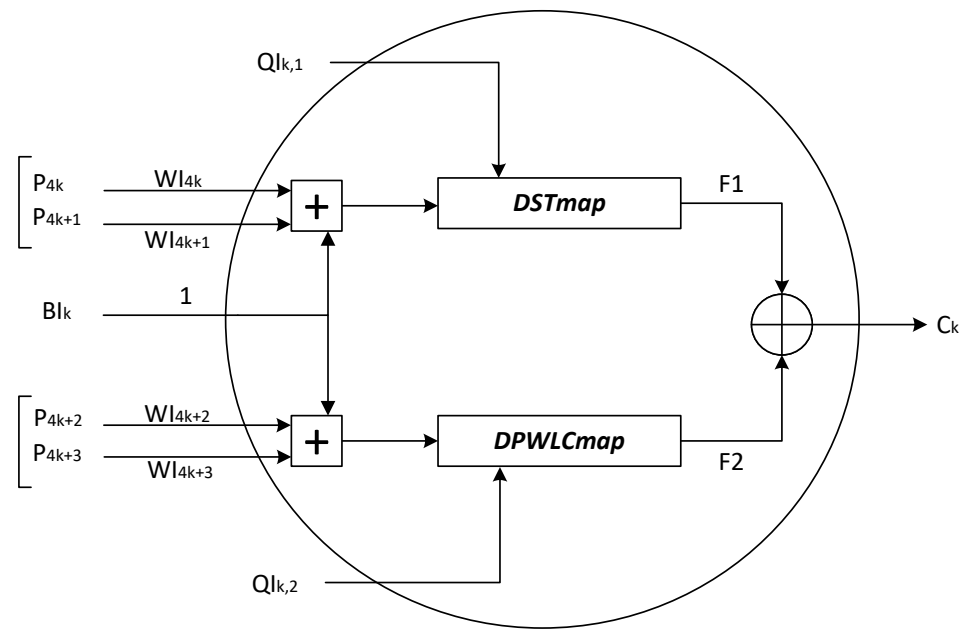 QIk,1
P4k
WI4k
DSTmap
F1
+
P4k+1
WI4k+1
BIk
1
Ck
P4k+2
WI4k+2
+
DPWLCmap
P4k+3
WI4k+3
F2
QIk,2